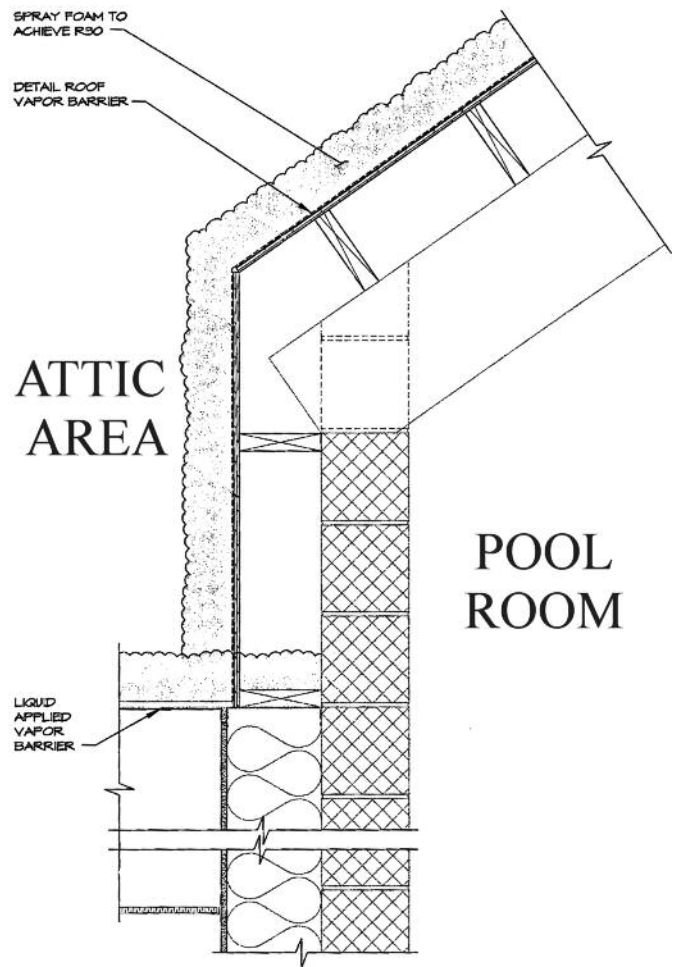 SPRAY FOAM TO
ACHIEVE R30
DETAIL ROOF
VAPOR BARRIER
ATTIC
AREA
POOL
ROOM
LIQUID
APPLIED
VAPOR
BARRIER